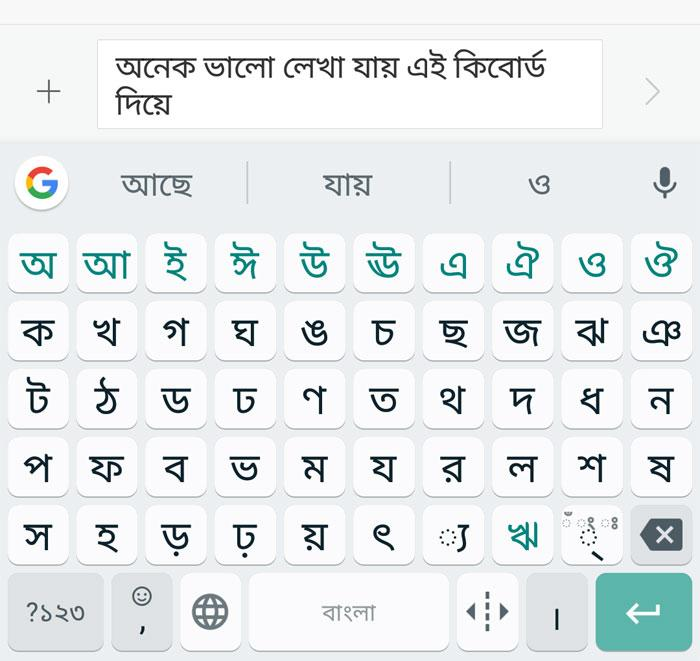 অনেক ভালো লেখা যায় এই কিবোর্ড
দিয়ে
আছে যায় ও
অ আ ই ঈ উ ঊ এ ঐ ও ঔ
ক খ গ ঘ ঙ চ ছ জ ঝ ঞ
ট ঠ ড ঢ ণ ত থ দ ধ ন
প ফ ব ভ ম য র ল শ ষ
স হ ড় ঢ় য় ৎ ্য ঋ ঁ ং ঃ ্
?১২৩ , বাংলা ।